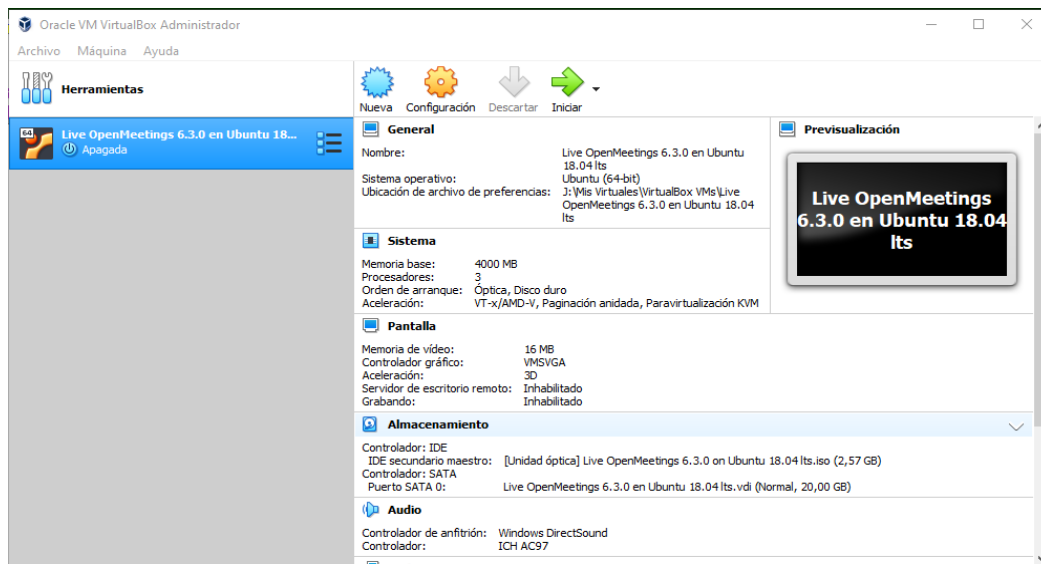 Oracle VM VirtualBox Administrador
Archivo Máquina Ayuda
Herramientas
Nueva Configuración Descartar Iniciar
64
Live OpenMeetings 6.3.0 en Ubuntu 18...
Apagada
General
Nombre: Live OpenMeetings 6.3.0 en Ubuntu
18.04 lts
Sistema operativo: Ubuntu (64-bit)
Ubicación de archivo de preferencias: J:\Mis Virtuales\VirtualBox VMs\Live
OpenMeetings 6.3.0 en Ubuntu 18.04
lts
Previsualización
Live OpenMeetings
6.3.0 en Ubuntu 18.04
lts
Sistema
Memoria base: 4000 MB
Procesadores: 3
Orden de arranque: Óptica, Disco duro
Aceleración: VT-x/AMD-V, Paginación anidada, Paravirtualización KVM
Pantalla
Memoria de vídeo: 16 MB
Controlador gráfico: VMSVGA
Aceleración: 3D
Servidor de escritorio remoto: Inhabilitado
Grabando: Inhabilitado
Almacenamiento
Controlador: IDE
IDE secundario maestro: [Unidad óptica] Live OpenMeetings 6.3.0 on Ubuntu 18.04 lts.iso (2,57 GB)
Controlador: SATA
Puerto SATA 0: Live OpenMeetings 6.3.0 en Ubuntu 18.04 lts.vdi (Normal, 20,00 GB)
Audio
Controlador de anfitrión: Windows DirectSound
Controlador: ICH AC97